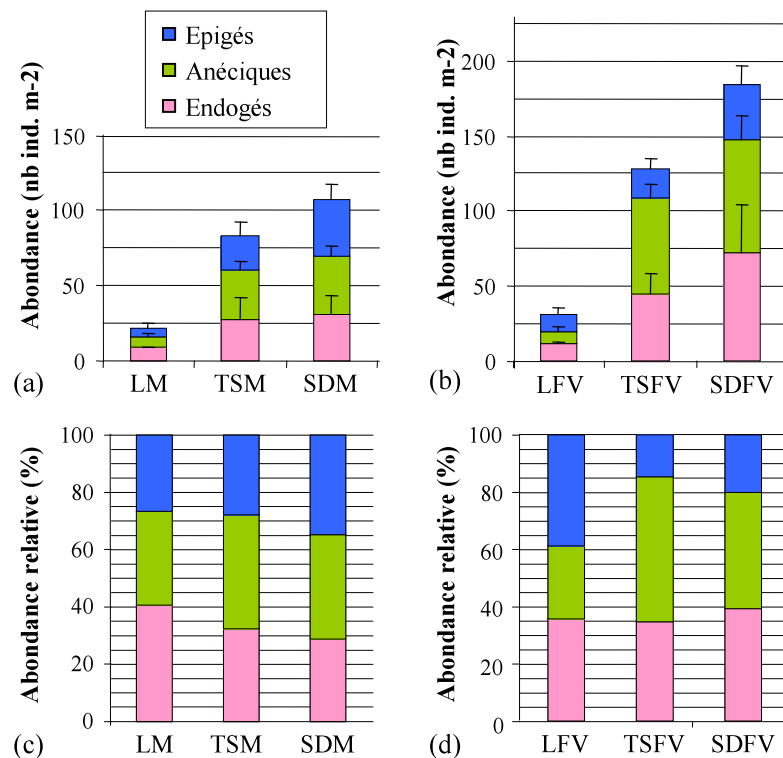 Epigés
Anéciques
Endogés
Abondance (nb ind. m-2)
150
100
50
0
(a)
LM TSM SDM
Abondance (nb ind. m-2)
200
150
100
50
0
(b)
LFV TSFV SDFV
Abondance relative (%)
100
80
60
40
20
0
(c)
LM TSM SDM
Abondance relative (%)
100
80
60
40
20
0
(d)
LFV TSFV SDFV